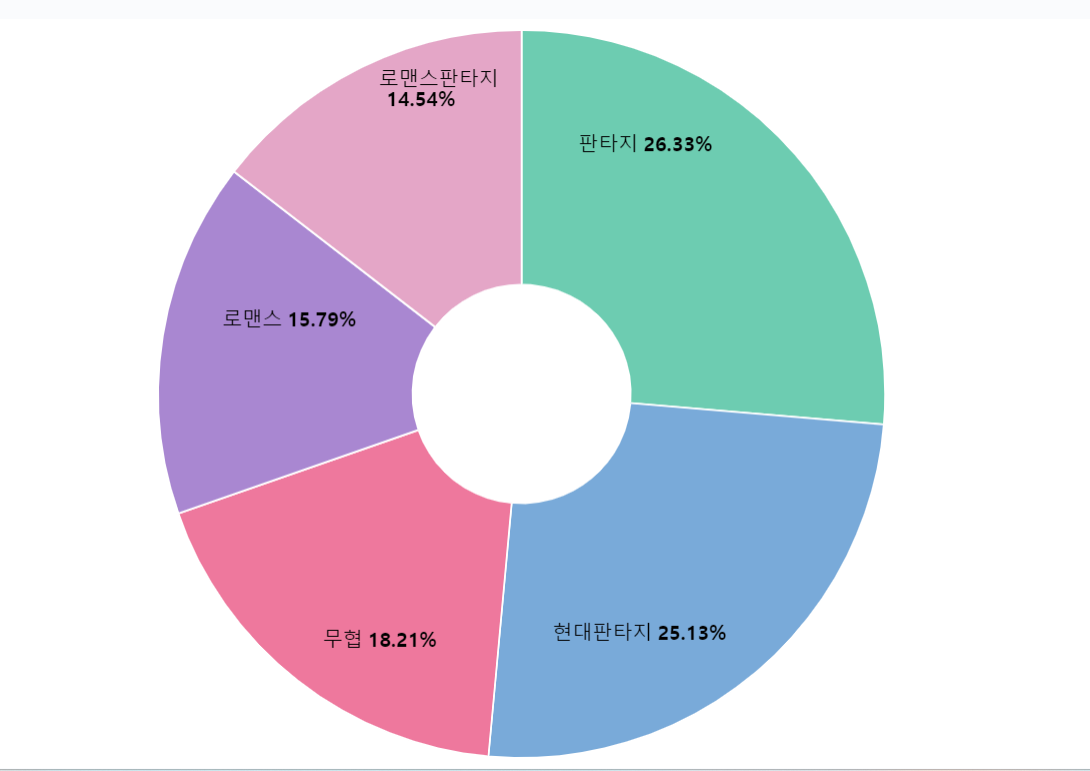 로맨스판타지
14.54%
판타지 26.33%
로맨스 15.79%
무협 18.21%
현대판타지 25.13%